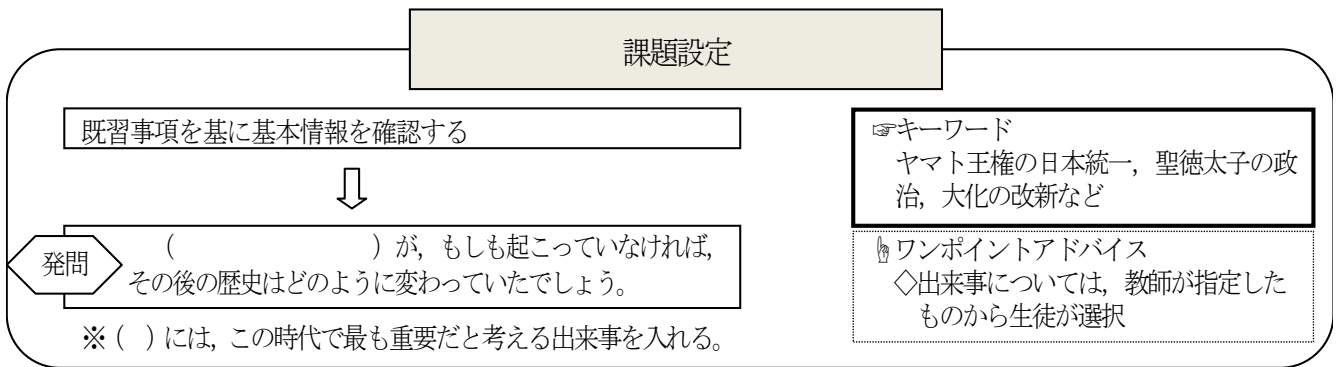 課題設定
既習事項を基に基本情報を確認する
発問
（　　　　　　　　　）が，もしも起こっていなければ，
その後の歴史はどのように変わっていたでしょう。
※（　）には，この時代で最も重要だと考える出来事を入れる。
☞キーワード
ヤマト王権の日本統一，聖徳太子の政
治，大化の改新など
☝ワンポイントアドバイス
◇出来事については，教師が指定した
ものから生徒が選択